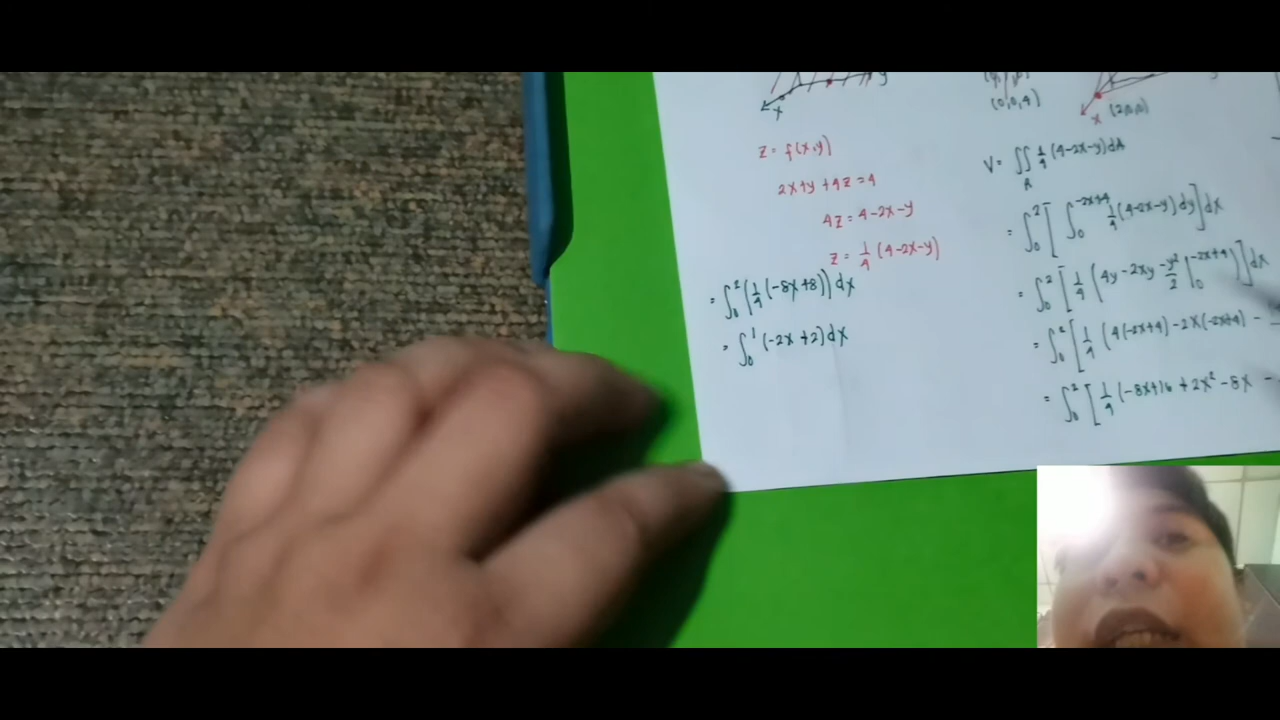 x
y
z = f(x,y)
2x+y+4z=4
4z = 4-2x-y
z = 1/4 (4-2x-y)
= ∫₀² (1/4 (-8x+8)) dx
= ∫₀¹ (-2x+2) dx
(0,0,4)
x (2,0,0)
y
V = ∬_R 1/4 (4-2x-y) dA
= ∫₀² [ ∫₀^(-2x+4) 1/4 (4-2x-y) dy ] dx
= ∫₀² [ 1/4 ( 4y - 2xy - y²/2 |₀^(-2x+4) ) ] dx
= ∫₀² [ 1/4 ( 4(-2x+4) - 2x(-2x+4) -
= ∫₀² [ 1/4 ( -8x+16 + 2x² - 8x -